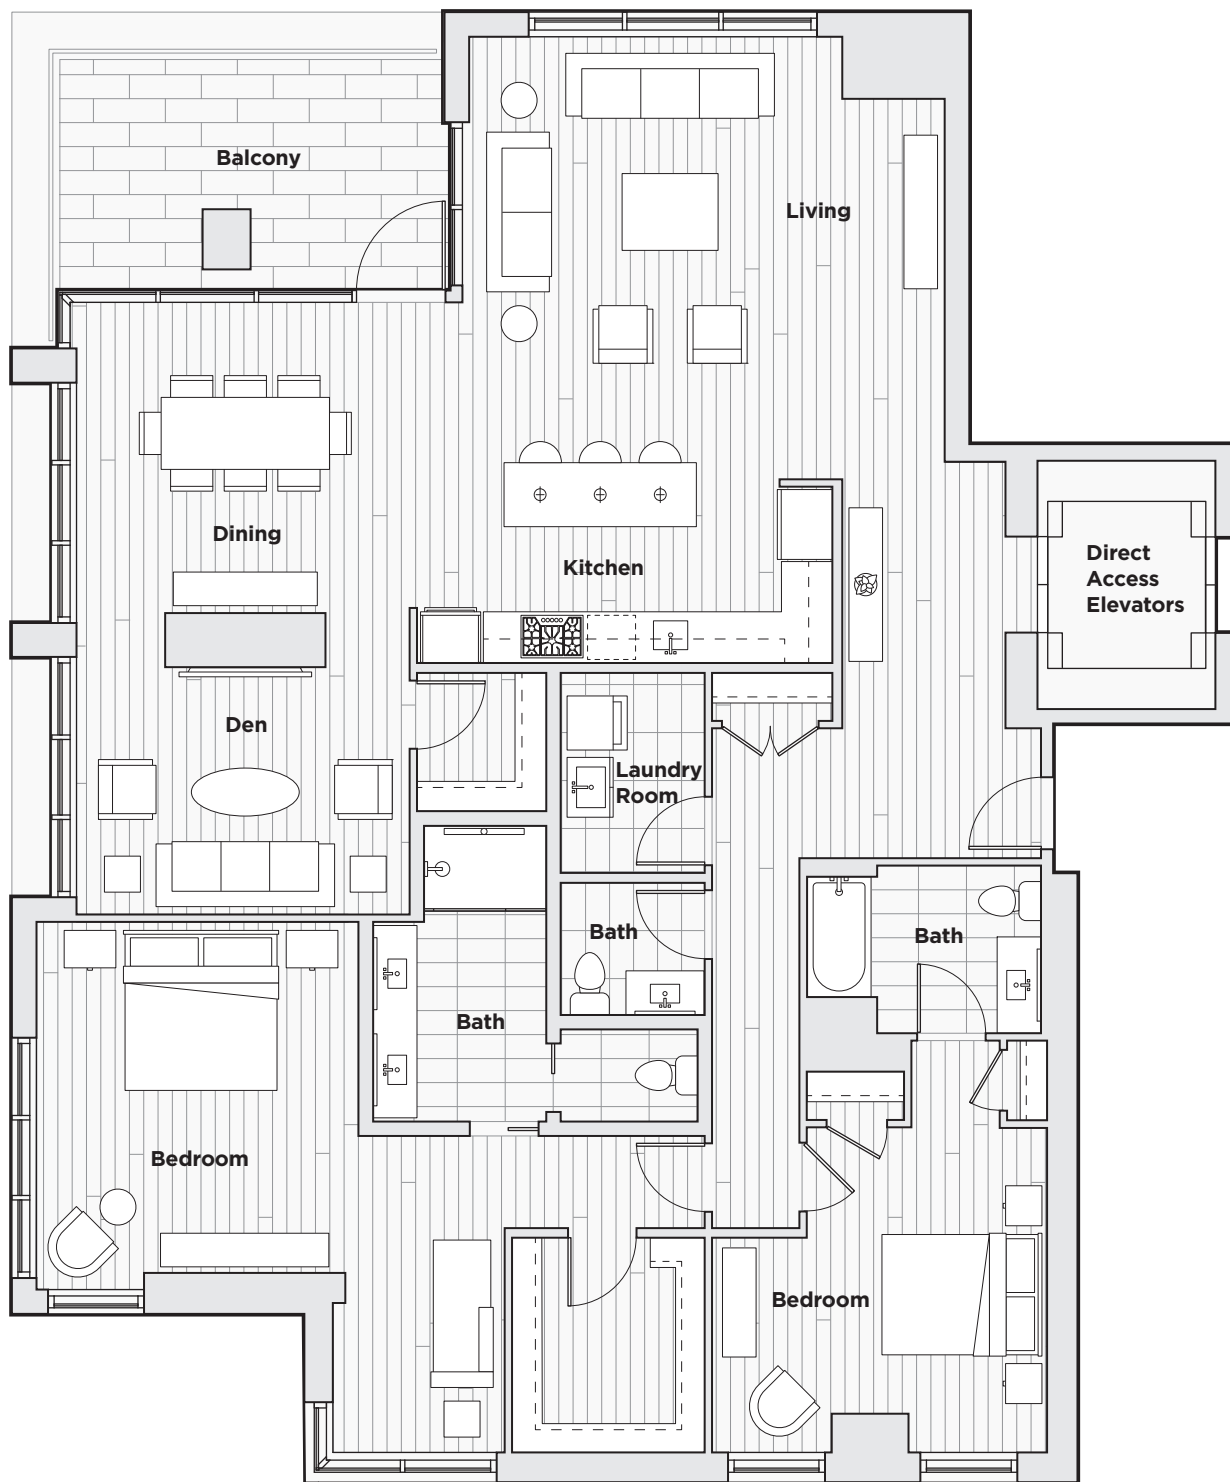 Balcony
Living
Dining
Kitchen
Direct
Access
Elevators
Den
Laundry
Room
Bath
Bath
Bath
Bedroom
Bedroom